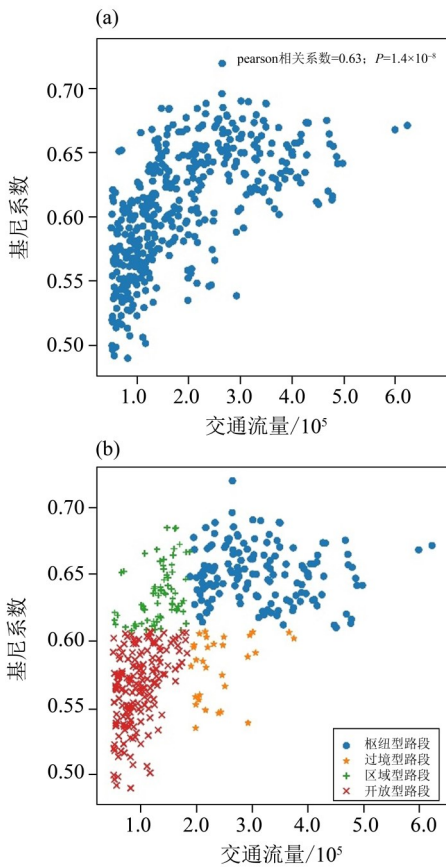 (a)
pearson相关系数=0.63；P=1.4×10⁻⁸
0.70
0.65
0.60
0.55
0.50
基尼系数
1.0 2.0 3.0 4.0 5.0 6.0
交通流量/10⁵
(b)
0.70
0.65
0.60
0.55
0.50
基尼系数
枢纽型路段
过境型路段
区域型路段
开放型路段
1.0 2.0 3.0 4.0 5.0 6.0
交通流量/10⁵